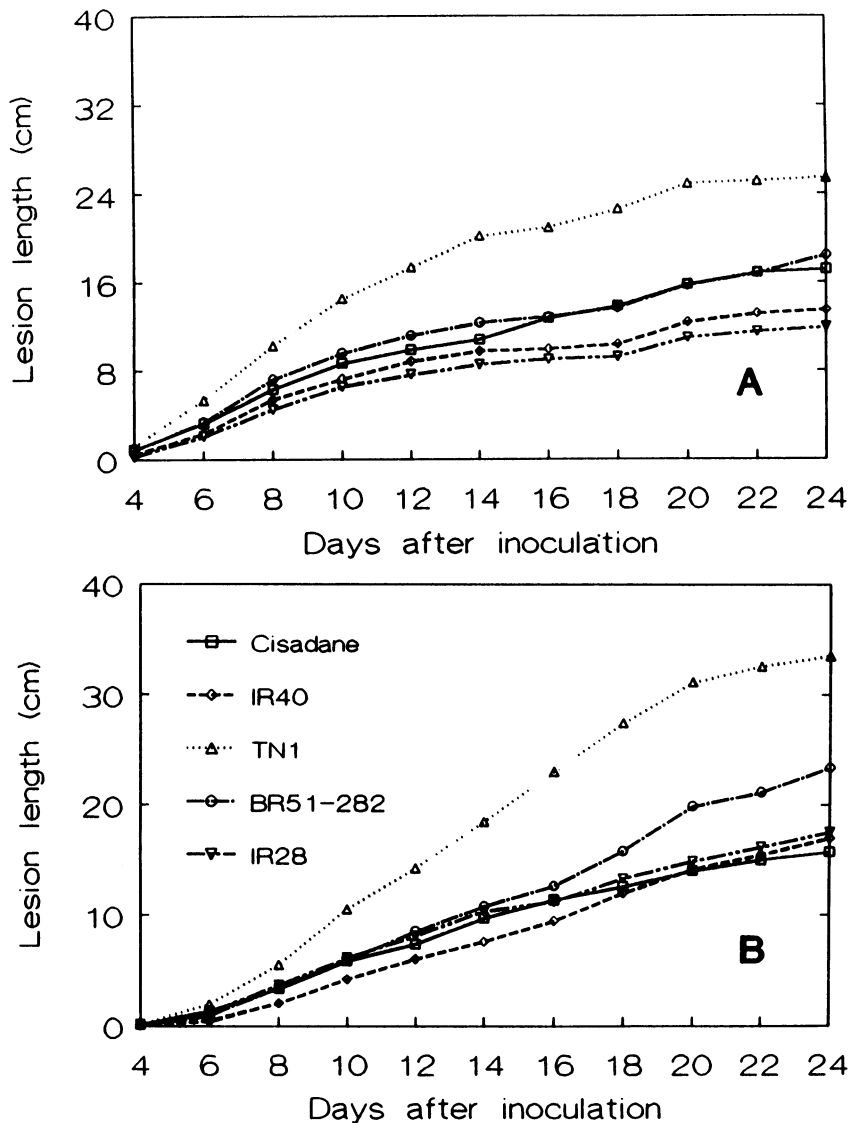 40
32
24
16
8
0
Lesion length (cm)
A
4 6 8 10 12 14 16 18 20 22 24
Days after inoculation
40
30
20
10
0
Lesion length (cm)
Cisadane
IR40
TN1
BR51-282
IR28
B
4 6 8 10 12 14 16 18 20 22 24
Days after inoculation